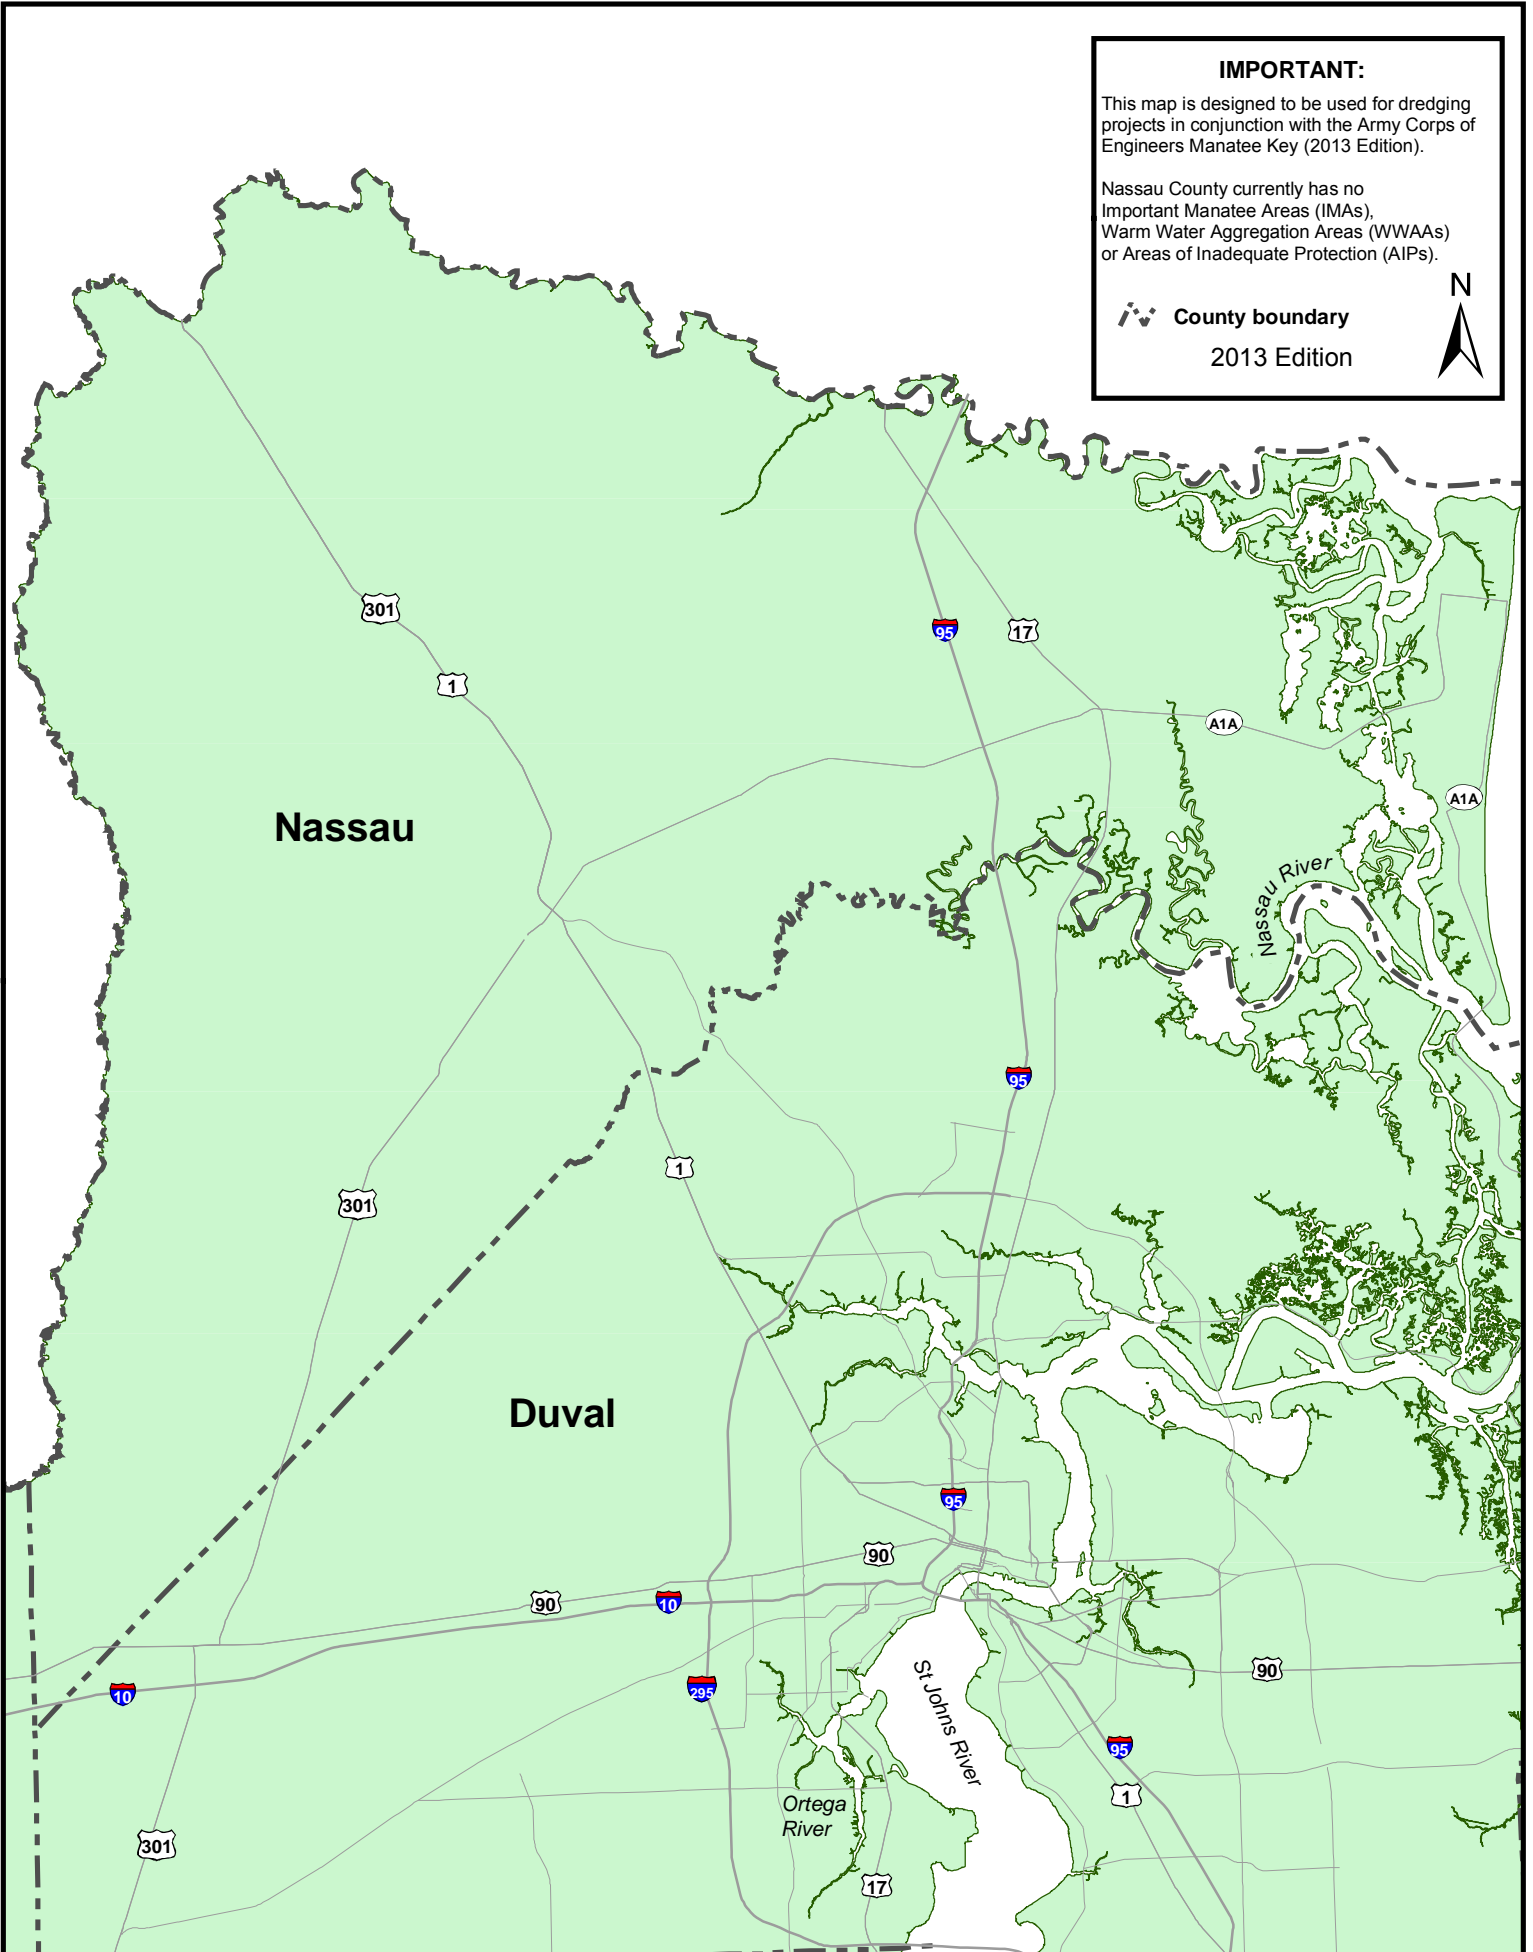 IMPORTANT:
This map is designed to be used for dredging
projects in conjunction with the Army Corps of
Engineers Manatee Key (2013 Edition).
Nassau County currently has no
Important Manatee Areas (IMAs),
Warm Water Aggregation Areas (WWAAs)
or Areas of Inadequate Protection (AIPs).
N
County boundary
2013 Edition
301
95
17
1
A1A
A1A
Nassau
Nassau River
95
1
301
Duval
95
90
90
10
90
10
295
St Johns River
95
1
Ortega
River
301
17